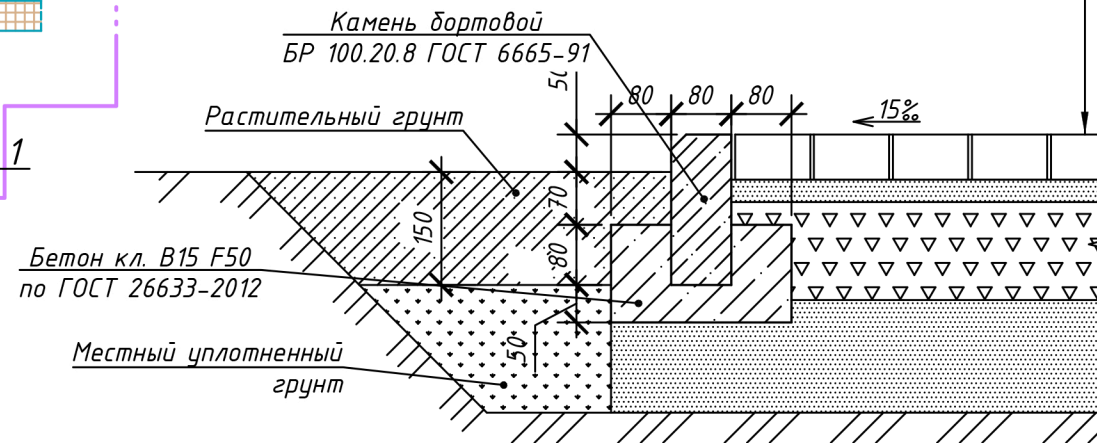 Камень бортовой
БР 100.20.8 ГОСТ 6665-91
50
80 80 80
15‰
Растительный грунт
1
70
150
80
Бетон кл. В15 F50
по ГОСТ 26633-2012
50
Местный уплотненный
грунт